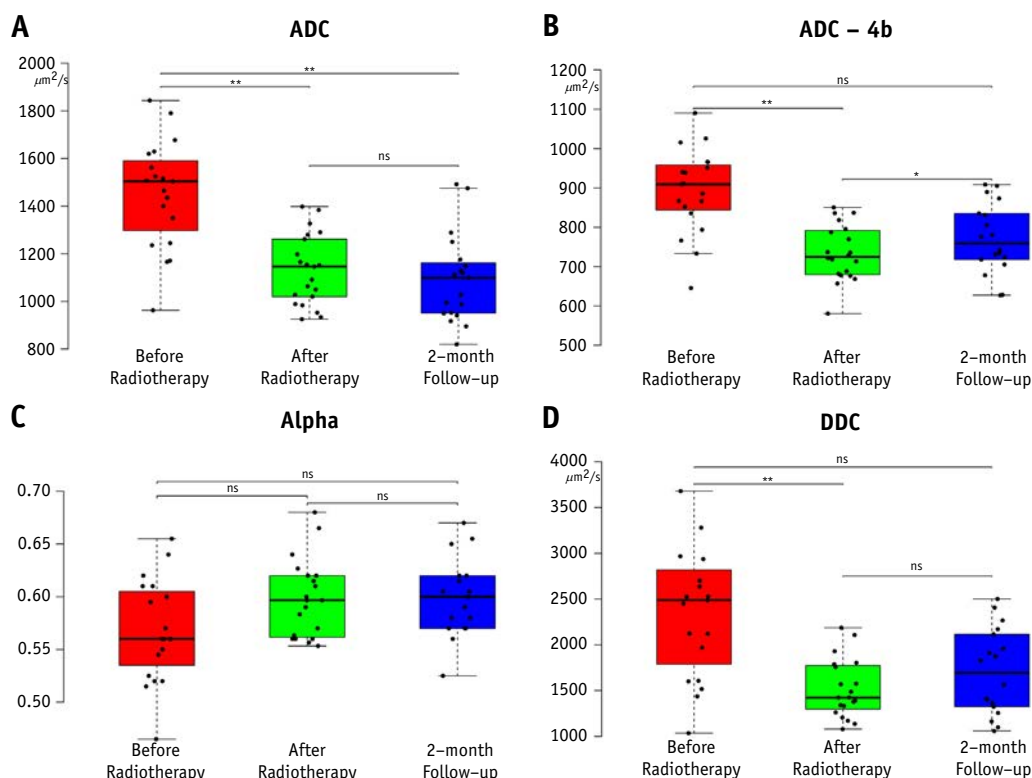 A
ADC
2000
μm²/s
1800
1600
1400
1200
1000
800
**
**
ns
Before
Radiotherapy
After
Radiotherapy
2–month
Follow–up
B
ADC – 4b
1200
μm²/s
1100
1000
900
800
700
600
500
ns
**
*
Before
Radiotherapy
After
Radiotherapy
2–month
Follow–up
C
Alpha
0.70
0.65
0.60
0.55
0.50
ns
ns
ns
Before
Radiotherapy
After
Radiotherapy
2–month
Follow–up
D
DDC
4000
μm²/s
3500
3000
2500
2000
1500
1000
ns
**
ns
Before
Radiotherapy
After
Radiotherapy
2–month
Follow–up